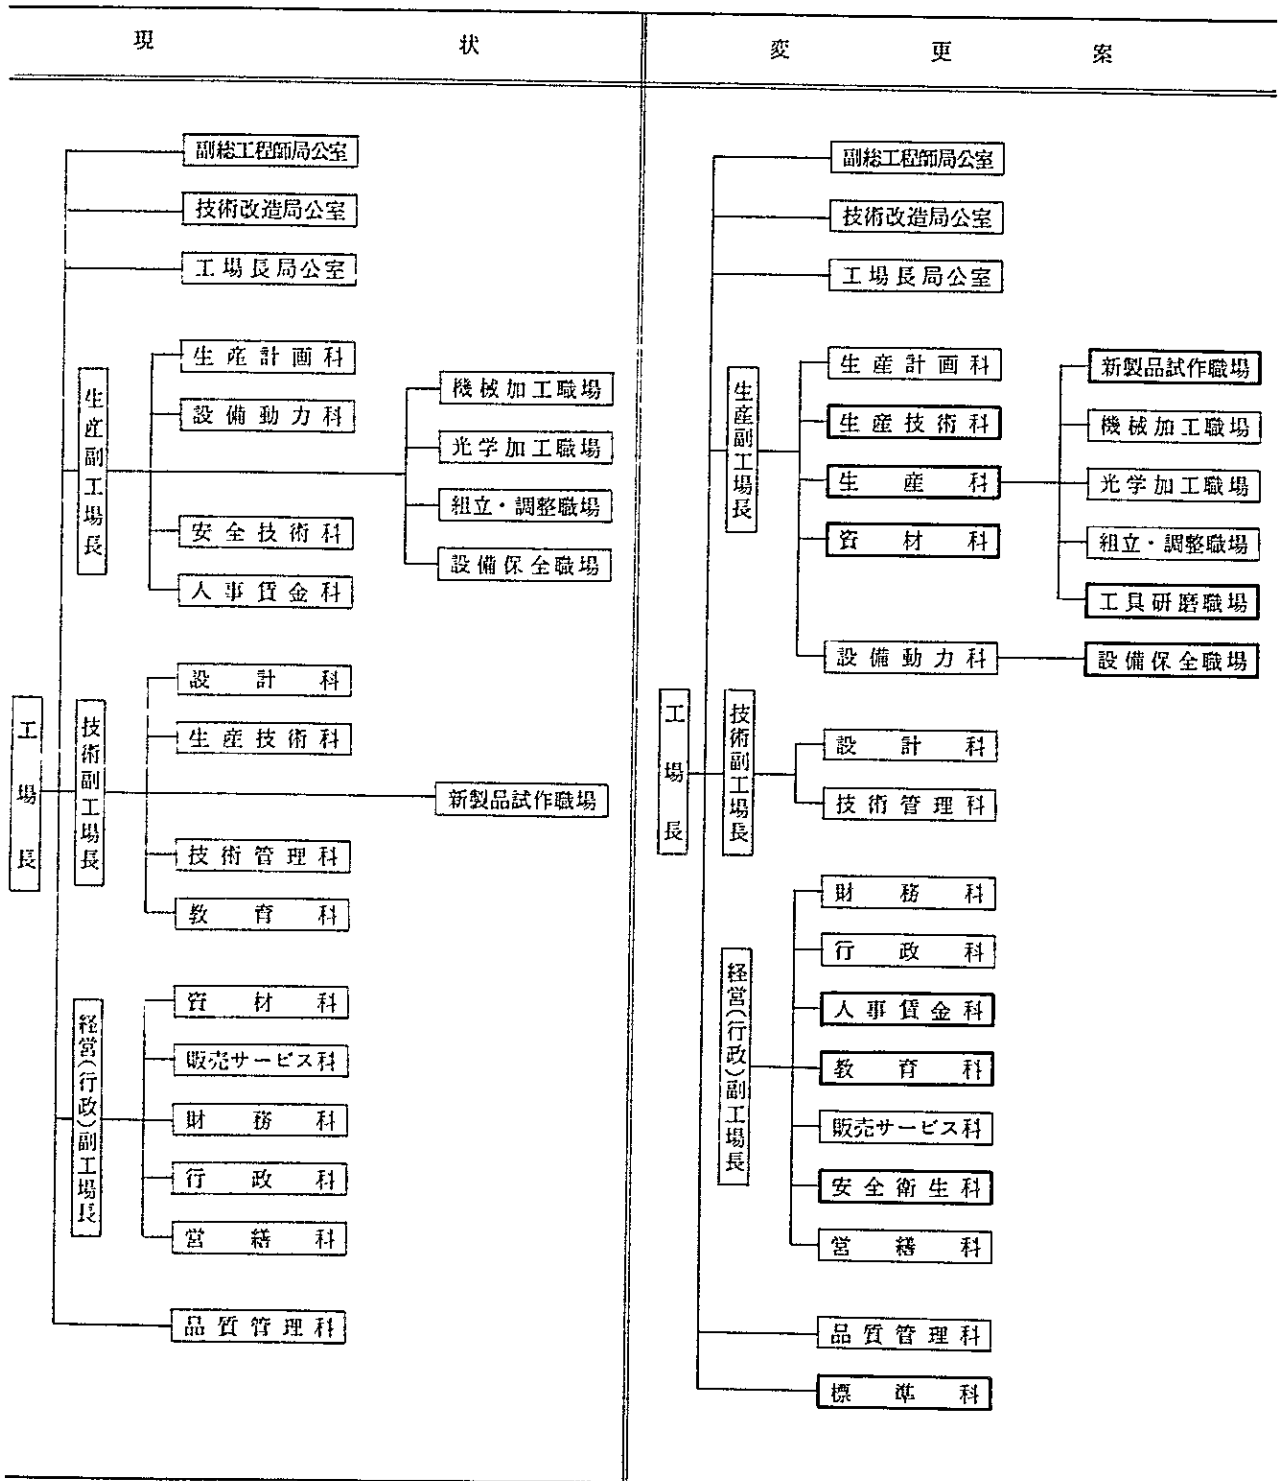 現状
副総工程師局公室
技術改造局公室
工場長局公室
生産計画科
設備動力科
生産副工場長
機械加工職場
光学加工職場
組立・調整職場
設備保全職場
安全技術科
人事賃金科
設計科
生産技術科
工場長
技術副工場長
新製品試作職場
技術管理科
教育科
資材科
販売サービス科
経営(行政)副工場長
財務科
行政科
営繕科
品質管理科
変更案
副総工程師局公室
技術改造局公室
工場長局公室
生産計画科
生産技術科
生産副工場長
生産科
資材科
新製品試作職場
機械加工職場
光学加工職場
組立・調整職場
工具研磨職場
設備動力科
設備保全職場
工場長
技術副工場長
設計科
技術管理科
財務科
行政科
経営(行政)副工場長
人事賃金科
教育科
販売サービス科
安全衛生科
営繕科
品質管理科
標準科